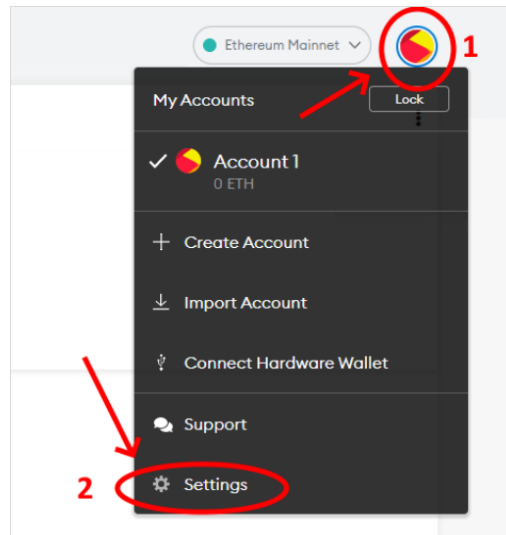 Ethereum Mainnet
1
My Accounts
Lock
Account 1
0 ETH
Create Account
Import Account
Connect Hardware Wallet
Support
2
Settings